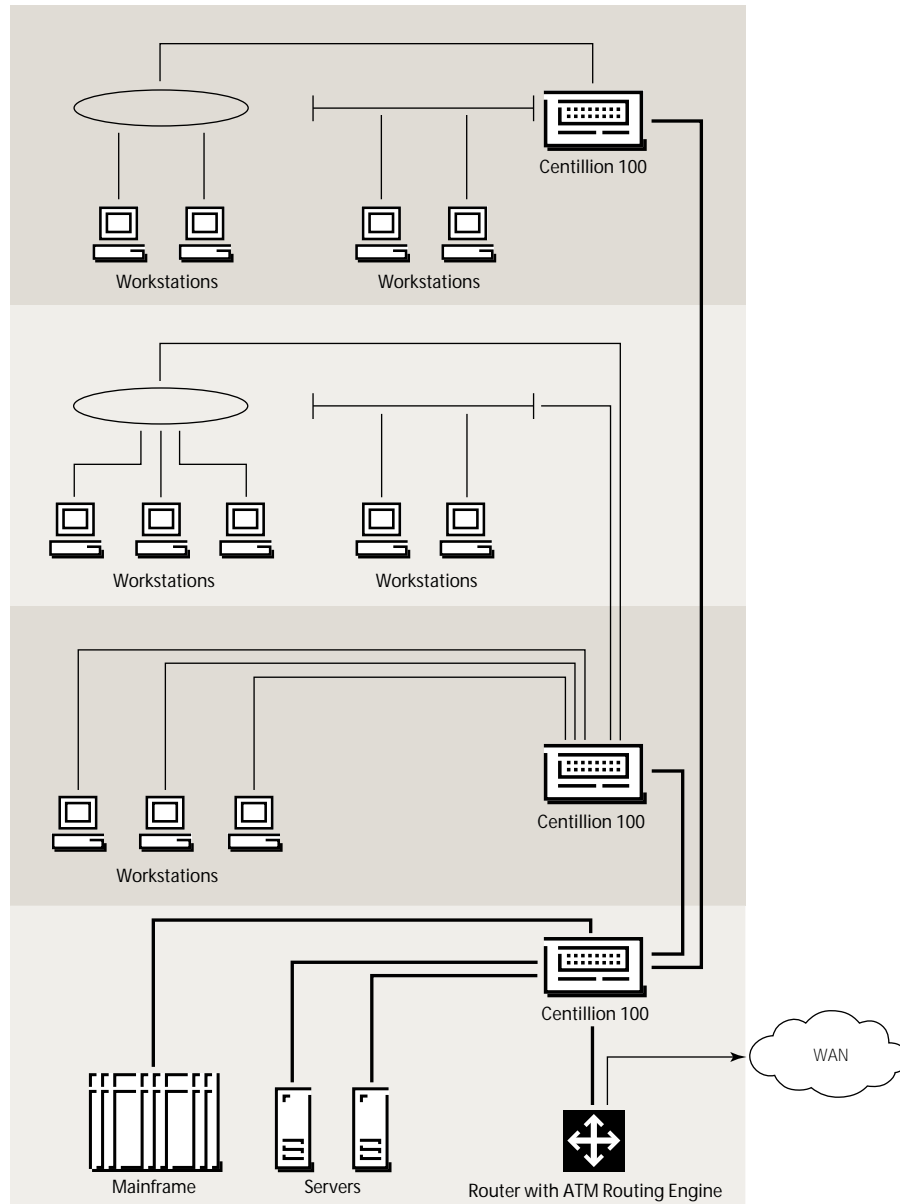 Centillion 100
Workstations
Workstations
Workstations
Workstations
Centillion 100
Workstations
Centillion 100
WAN
Mainframe
Servers
Router with ATM Routing Engine